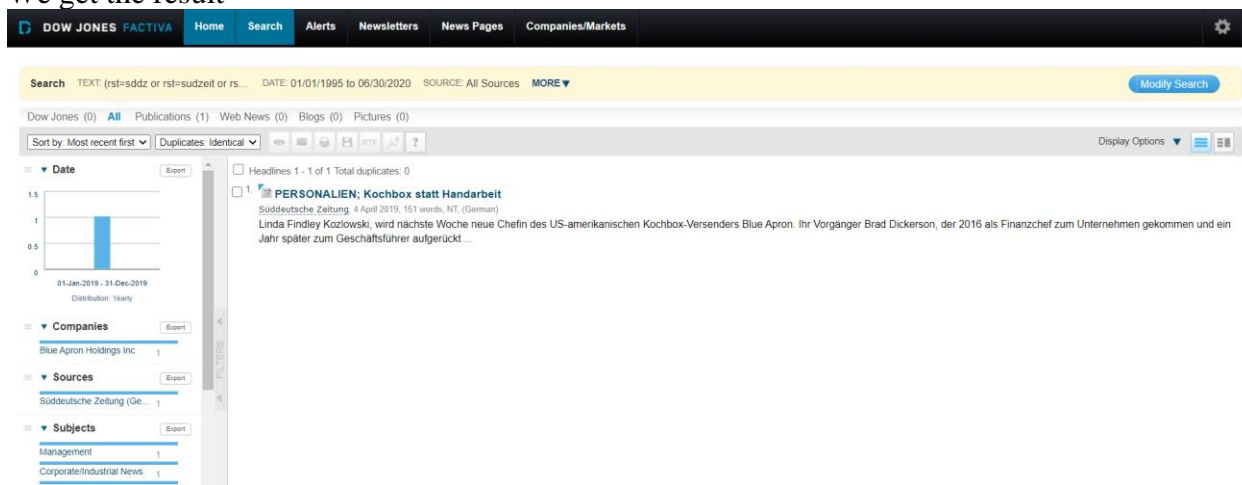 We get the result
DOW JONES FACTIVA Home Search Alerts Newsletters News Pages Companies/Markets
Search TEXT: (rst=sddz or rst=sudzeit or rs... DATE: 01/01/1995 to 06/30/2020 SOURCE: All Sources MORE▼
Modify Search
Dow Jones (0) All Publications (1) Web News (0) Blogs (0) Pictures (0)
Sort by: Most recent first Duplicates: Identical RTF ? Display Options ▼
▼ Date Export
1.5
1
0.5
0
01-Jan-2019 - 31-Dec-2019
Distribution: Yearly
▼ Companies Export
Blue Apron Holdings Inc. 1
▼ Sources Export
Süddeutsche Zeitung (Ge... 1
▼ Subjects Export
Management 1
Corporate/Industrial News 1
FILTERS
Headlines 1 - 1 of 1 Total duplicates: 0
1. PERSONALIEN; Kochbox statt Handarbeit
Süddeutsche Zeitung, 4 April 2019, 151 words, NT, (German)
Linda Findley Kozlowski, wird nächste Woche neue Chefin des US-amerikanischen Kochbox-Versenders Blue Apron. Ihr Vorgänger Brad Dickerson, der 2016 als Finanzchef zum Unternehmen gekommen und ein
Jahr später zum Geschäftsführer aufgerückt ...